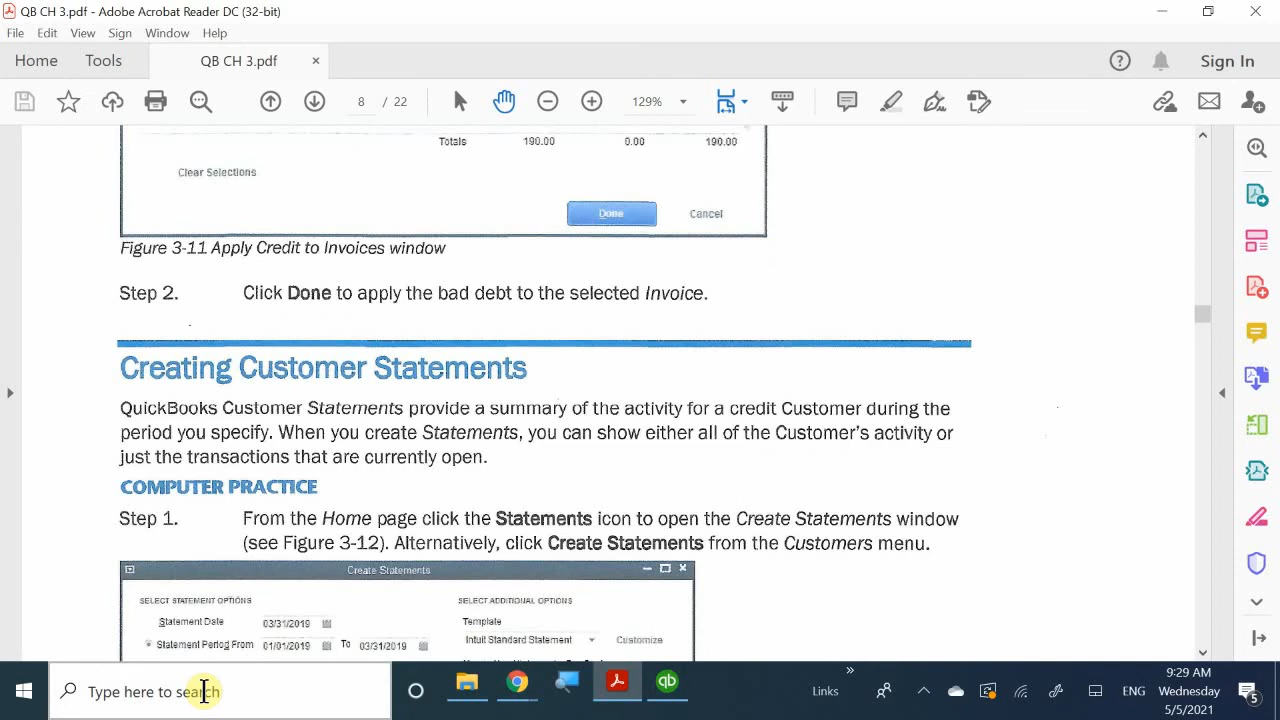 QB CH 3.pdf - Adobe Acrobat Reader DC (32-bit)
File Edit View Sign Window Help
Home Tools QB CH 3.pdf × Sign In
8 / 22 129%
Totals 190.00 0.00 190.00
Clear Selections
Done Cancel
Figure 3-11 Apply Credit to Invoices window
Step 2. Click Done to apply the bad debt to the selected Invoice.
Creating Customer Statements
QuickBooks Customer Statements provide a summary of the activity for a credit Customer during the
period you specify. When you create Statements, you can show either all of the Customer's activity or
just the transactions that are currently open.
COMPUTER PRACTICE
Step 1. From the Home page click the Statements icon to open the Create Statements window
(see Figure 3-12). Alternatively, click Create Statements from the Customers menu.
Create Statements
SELECT STATEMENT OPTIONS SELECT ADDITIONAL OPTIONS
Statement Date 03/31/2019 Template
Intuit Standard Statement Customize
Statement Period From 01/01/2019 To 03/31/2019
Type here to search
qb
Links
ENG
9:29 AM
Wednesday
5/5/2021
5